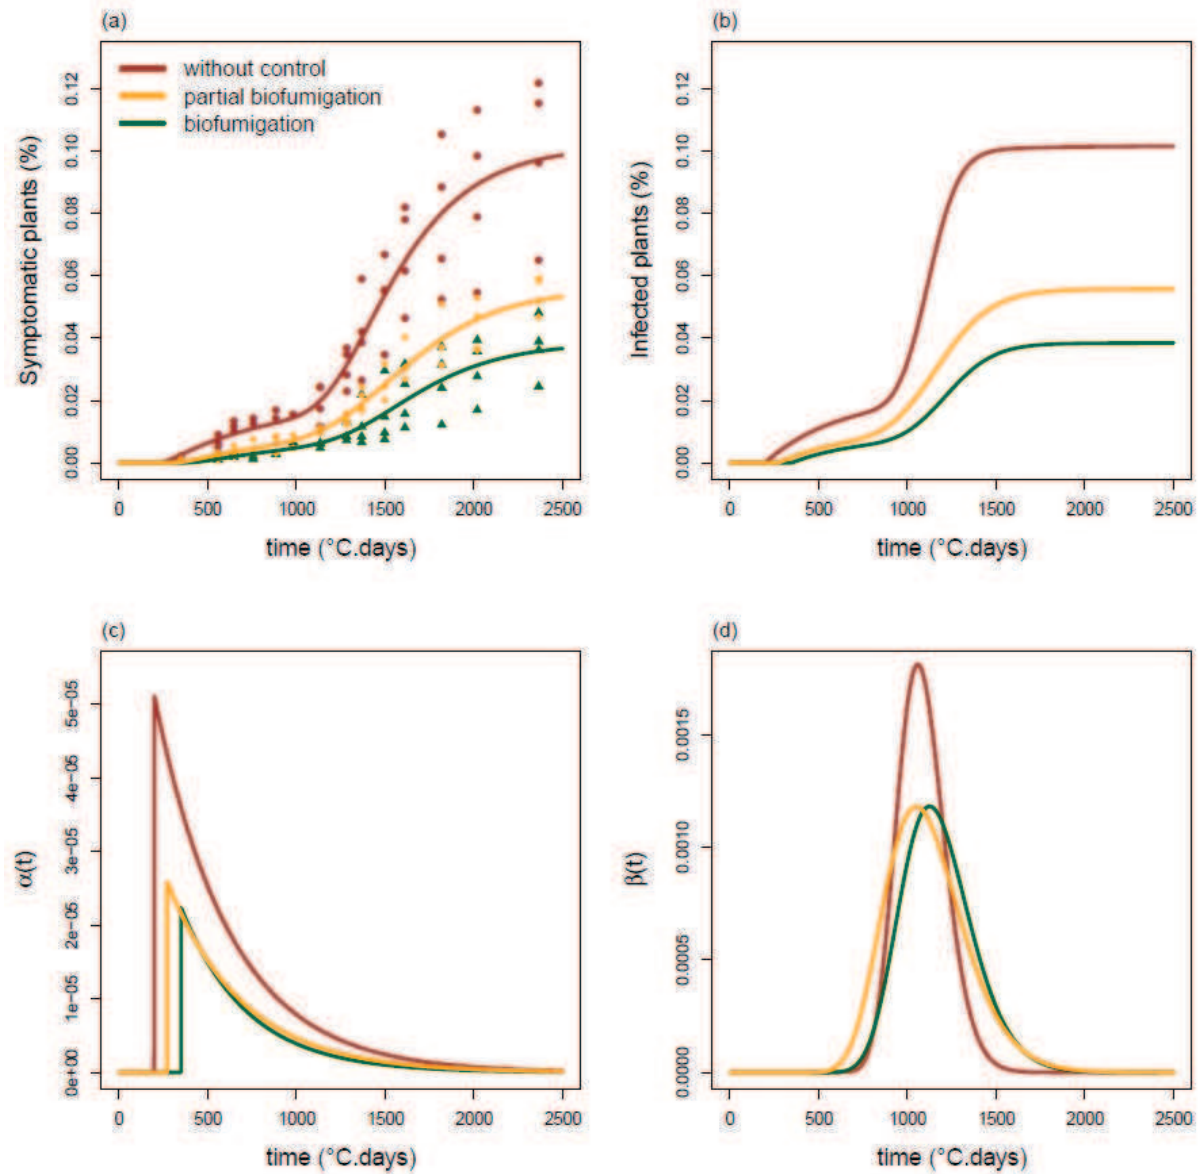 (a)
without control
partial biofumigation
biofumigation
Symptomatic plants (%)
0.00 0.02 0.04 0.06 0.08 0.10 0.12
0 500 1000 1500 2000 2500
time (°C.days)
(b)
Infected plants (%)
0.00 0.02 0.04 0.06 0.08 0.10 0.12
0 500 1000 1500 2000 2500
time (°C.days)
(c)
α(t)
0e+00 1e−05 2e−05 3e−05 4e−05 5e−05
0 500 1000 1500 2000 2500
time (°C.days)
(d)
β(t)
0.0000 0.0005 0.0010 0.0015
0 500 1000 1500 2000 2500
time (°C.days)